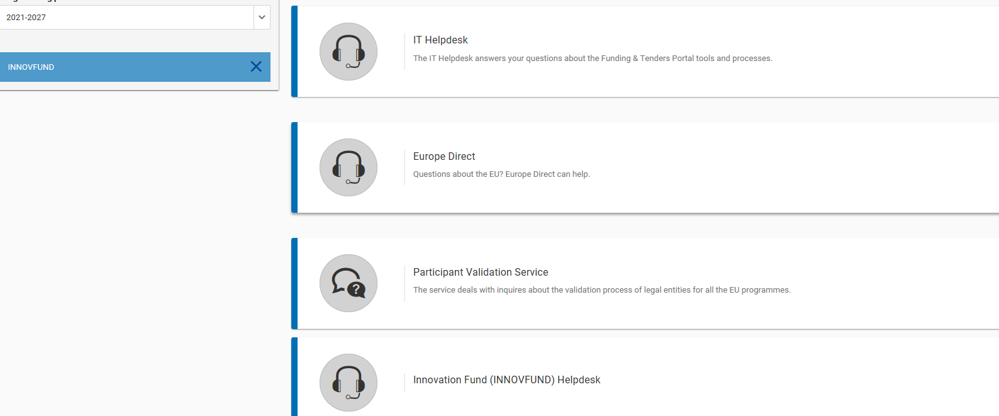 2021-2027
INNOVFUND
IT Helpdesk
The IT Helpdesk answers your questions about the Funding & Tenders Portal tools and processes.
Europe Direct
Questions about the EU? Europe Direct can help.
Participant Validation Service
The service deals with inquires about the validation process of legal entities for all the EU programmes.
Innovation Fund (INNOVFUND) Helpdesk